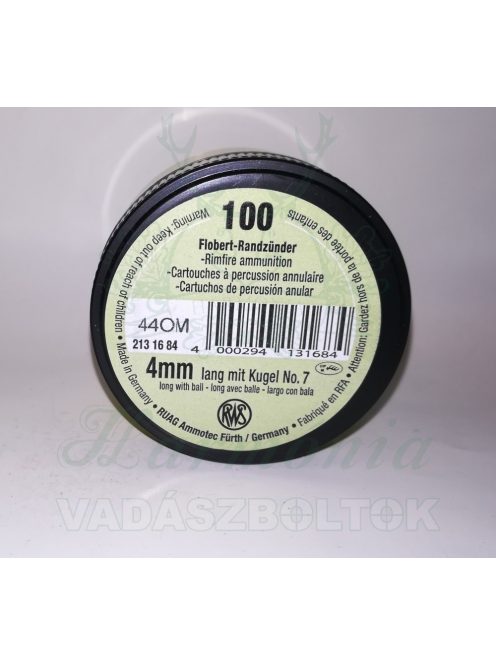 100
Flobert-Randzünder
-Rimfire ammunition
-Cartouches à percussion annulaire
-Cartuchos de percusión anular
44OM
213 16 84
4 000294 131684
4mm lang mit Kugel No. 7
long with ball - long avec balle - largo con bala
RWS
• RUAG Ammotec Fürth / Germany •
• Made in Germany •
Warning: Keep out of reach of children
• Attention: Gardez hors de la portée des enfants
Fabriqué en RFA
Harmónia
VADÁSZBOLTOK